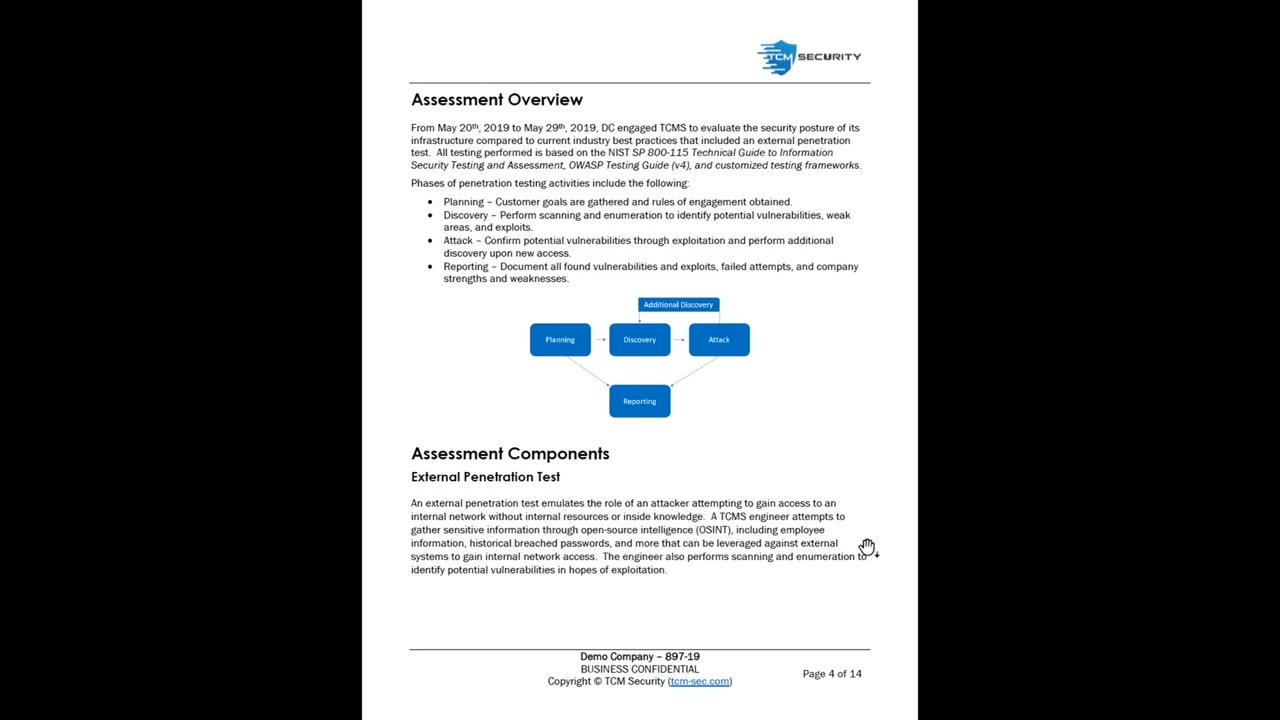 TCM SECURITY
Assessment Overview
From May 20th, 2019 to May 29th, 2019, DC engaged TCMS to evaluate the security posture of its
infrastructure compared to current industry best practices that included an external penetration
test. All testing performed is based on the NIST SP 800-115 Technical Guide to Information
Security Testing and Assessment, OWASP Testing Guide (v4), and customized testing frameworks.
Phases of penetration testing activities include the following:
• Planning – Customer goals are gathered and rules of engagement obtained.
• Discovery – Perform scanning and enumeration to identify potential vulnerabilities, weak
areas, and exploits.
• Attack – Confirm potential vulnerabilities through exploitation and perform additional
discovery upon new access.
• Reporting – Document all found vulnerabilities and exploits, failed attempts, and company
strengths and weaknesses.
Additional Discovery
Planning
Discovery
Attack
Reporting
Assessment Components
External Penetration Test
An external penetration test emulates the role of an attacker attempting to gain access to an
internal network without internal resources or inside knowledge. A TCMS engineer attempts to
gather sensitive information through open-source intelligence (OSINT), including employee
information, historical breached passwords, and more that can be leveraged against external
systems to gain internal network access. The engineer also performs scanning and enumeration to
identify potential vulnerabilities in hopes of exploitation.
Demo Company – 897-19
BUSINESS CONFIDENTIAL
Copyright © TCM Security (tcm-sec.com)
Page 4 of 14